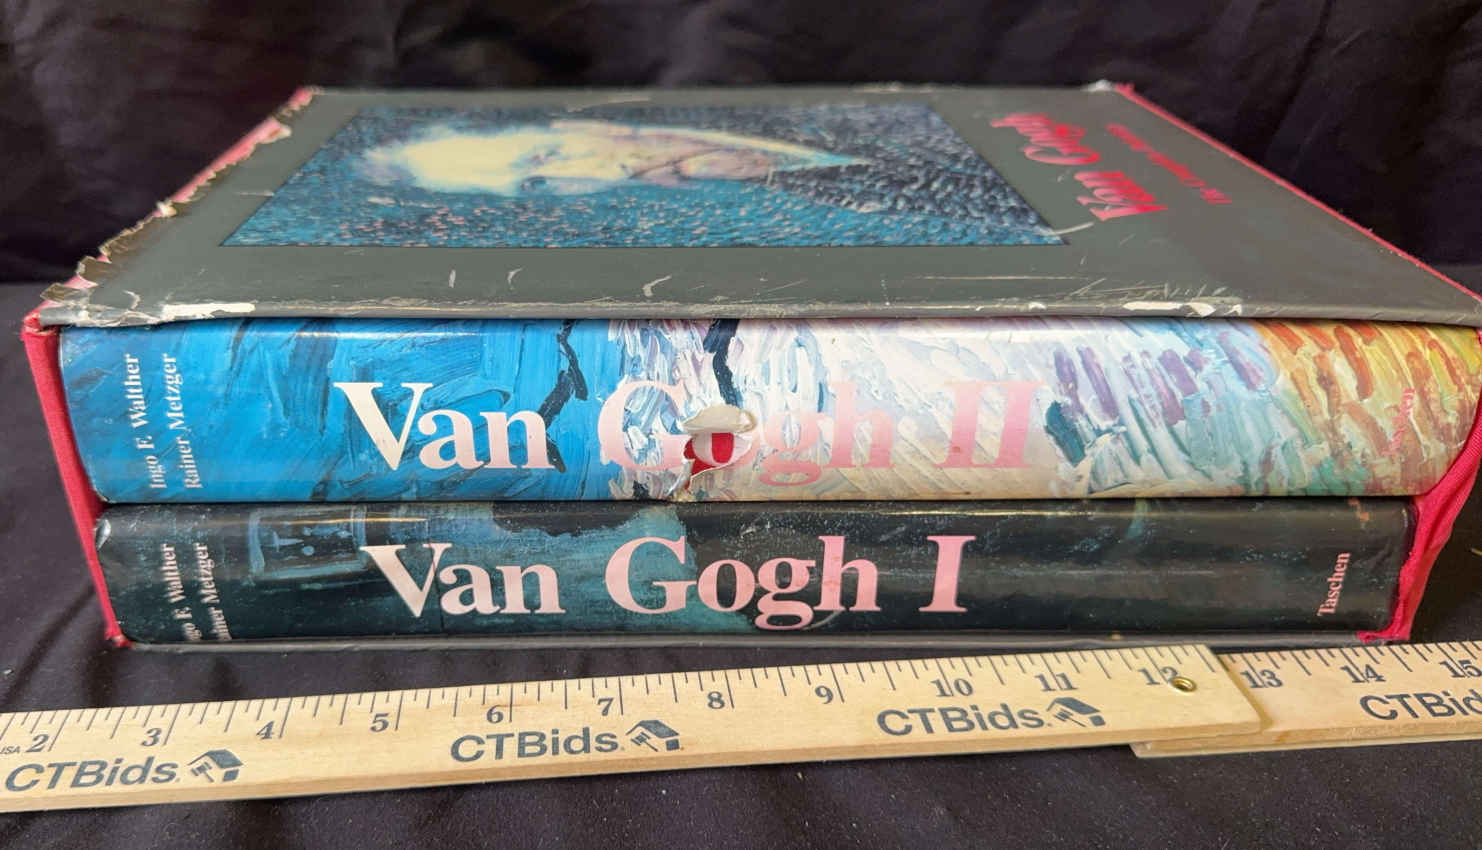 Van Gogh
Ingo F. Walther
Rainer Metzger
Van Gogh II
Ingo F. Walther
Rainer Metzger
Van Gogh I
Taschen
USA 2 3 4 5 6 7 8 9 10 11 12 13 14 15
CTBids
CTBids
CTBids
CTBid